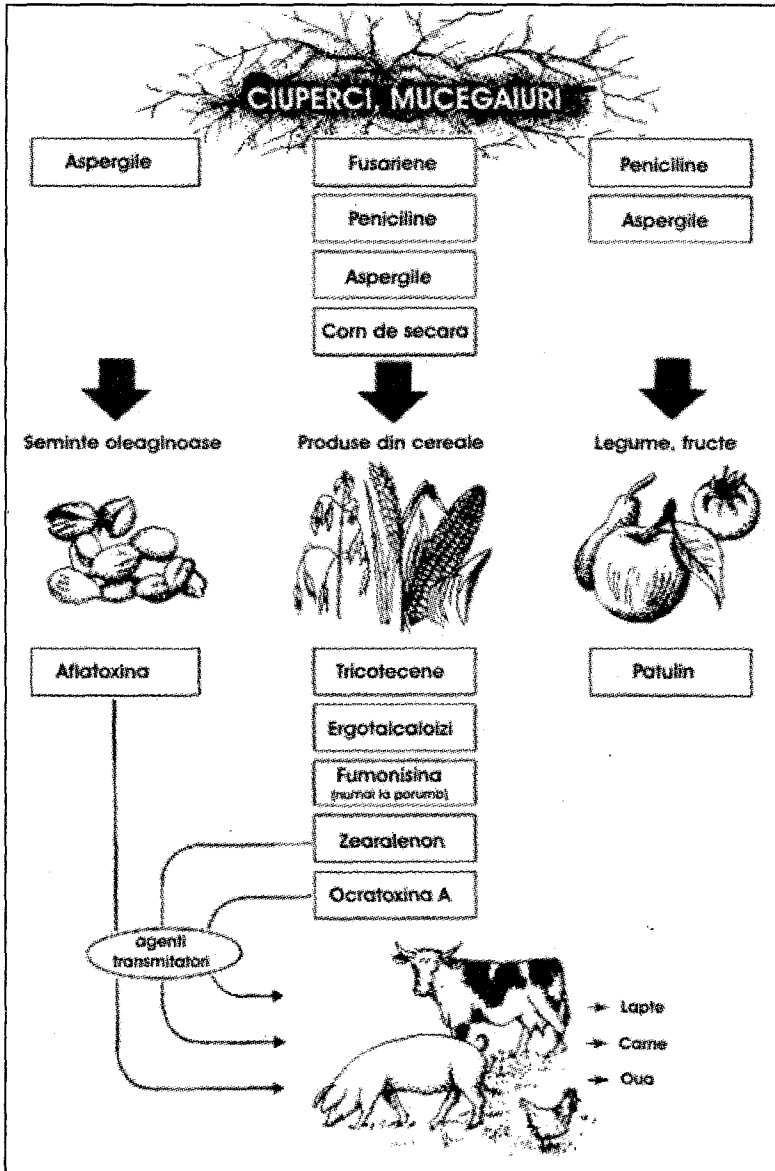 CIUPERCI, MUCEGAIURI
Aspergile
Fusariene
Peniciline
Peniciline
Aspergile
Aspergile
Corn de secara
Seminte oleaginoase
Produse din cereale
Legume, fructe
Aflatoxina
Tricotecene
Patulin
Ergotalcaloizi
Fumonisina
(numai la porumb)
Zearalenon
Ocratoxina A
agenti
transmitatori
Lapte
Carne
Oua